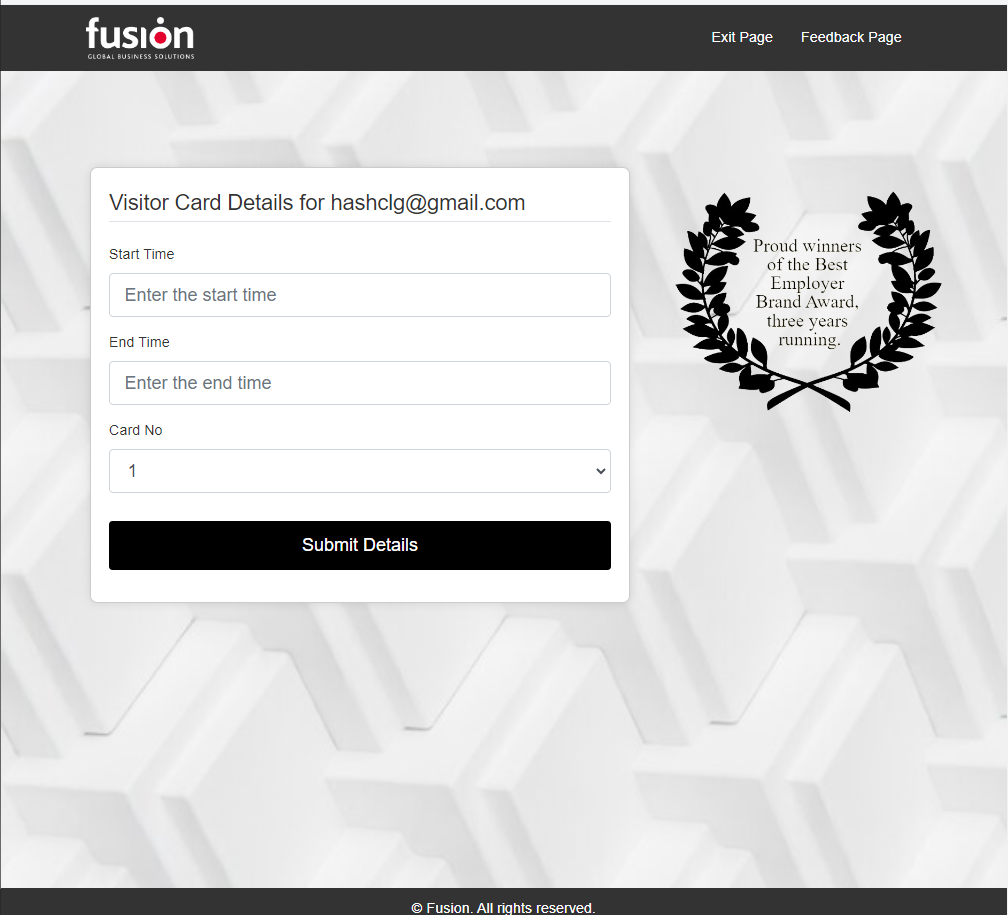 fusion
GLOBAL BUSINESS SOLUTIONS
Exit Page
Feedback Page
Visitor Card Details for hashclg@gmail.com
Start Time
Enter the start time
End Time
Enter the end time
Card No
1
Submit Details
Proud winners
of the Best
Employer
Brand Award,
three years
running.
© Fusion. All rights reserved.